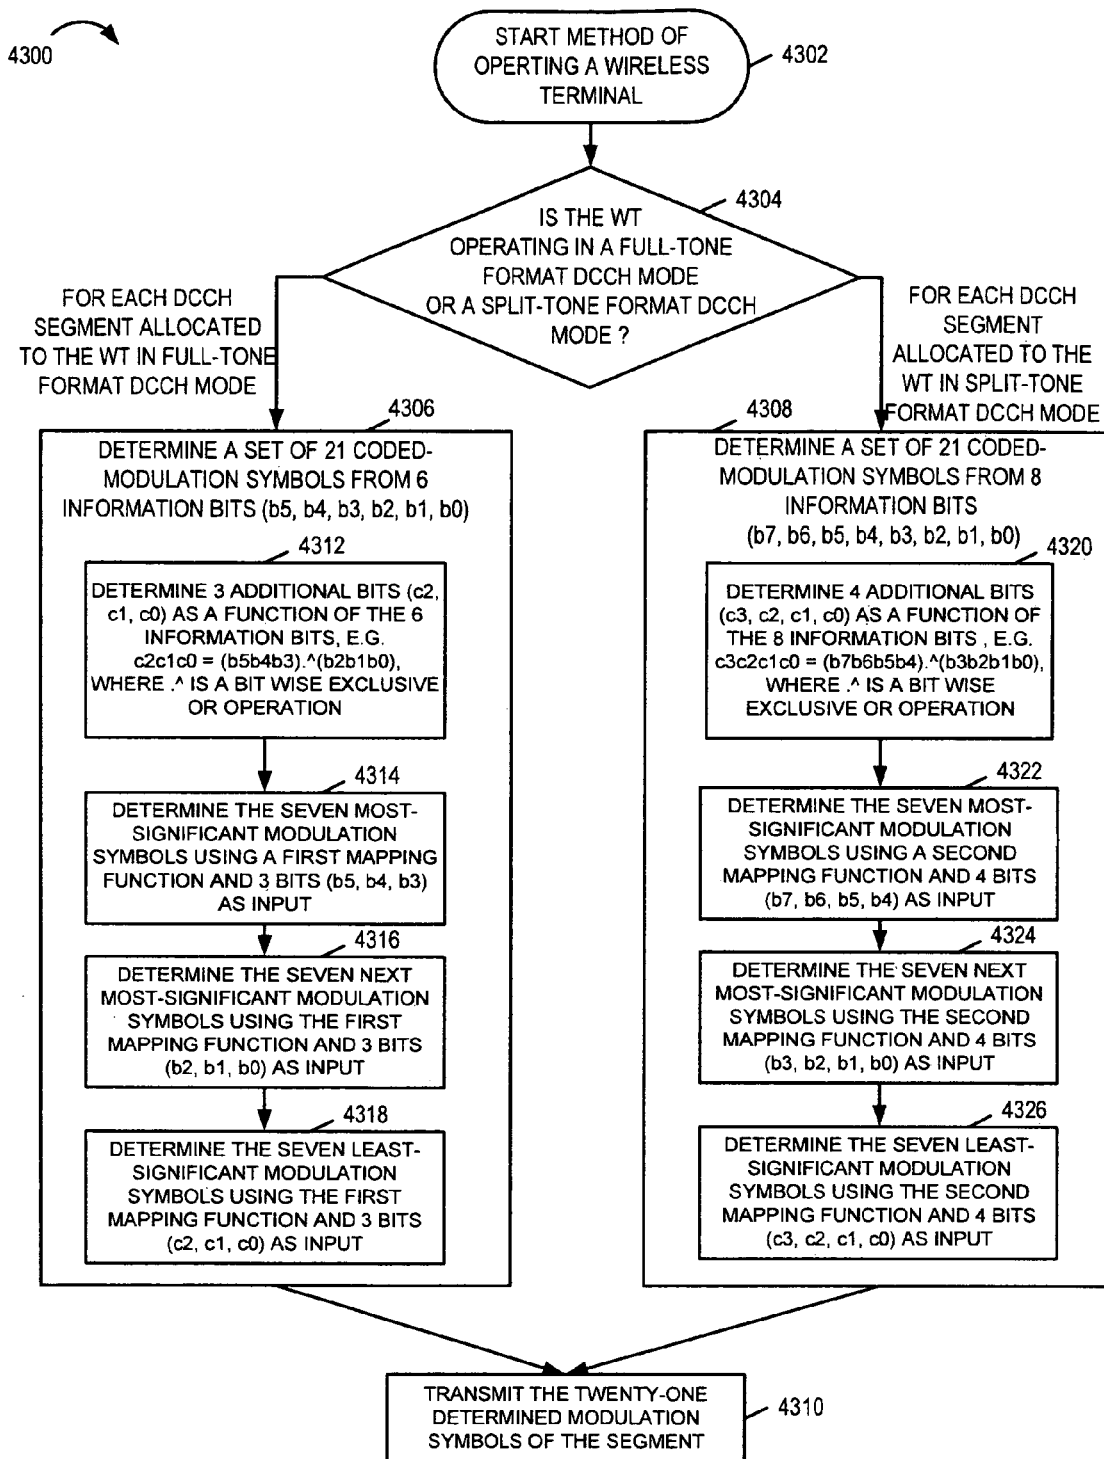 4300
START METHOD OF
OPERTING A WIRELESS
TERMINAL
4302
4304
IS THE WT
OPERATING IN A FULL-TONE
FORMAT DCCH MODE
OR A SPLIT-TONE FORMAT DCCH
MODE ?
FOR EACH DCCH
SEGMENT ALLOCATED
TO THE WT IN FULL-TONE
FORMAT DCCH MODE
FOR EACH DCCH
SEGMENT
ALLOCATED TO THE
WT IN SPLIT-TONE
FORMAT DCCH MODE
4306
DETERMINE A SET OF 21 CODED-
MODULATION SYMBOLS FROM 6
INFORMATION BITS (b5, b4, b3, b2, b1, b0)
4312
DETERMINE 3 ADDITIONAL BITS (c2,
c1, c0) AS A FUNCTION OF THE 6
INFORMATION BITS, E.G.
c2c1c0 = (b5b4b3).^(b2b1b0),
WHERE .^ IS A BIT WISE EXCLUSIVE
OR OPERATION
4314
DETERMINE THE SEVEN MOST-
SIGNIFICANT MODULATION
SYMBOLS USING A FIRST MAPPING
FUNCTION AND 3 BITS (b5, b4, b3)
AS INPUT
4316
DETERMINE THE SEVEN NEXT
MOST-SIGNIFICANT MODULATION
SYMBOLS USING THE FIRST
MAPPING FUNCTION AND 3 BITS
(b2, b1, b0) AS INPUT
4318
DETERMINE THE SEVEN LEAST-
SIGNIFICANT MODULATION
SYMBOLS USING THE FIRST
MAPPING FUNCTION AND 3 BITS
(c2, c1, c0) AS INPUT
4308
DETERMINE A SET OF 21 CODED-
MODULATION SYMBOLS FROM 8
INFORMATION BITS
(b7, b6, b5, b4, b3, b2, b1, b0)
4320
DETERMINE 4 ADDITIONAL BITS
(c3, c2, c1, c0) AS A FUNCTION OF
THE 8 INFORMATION BITS , E.G.
c3c2c1c0 = (b7b6b5b4).^(b3b2b1b0),
WHERE .^ IS A BIT WISE
EXCLUSIVE OR OPERATION
4322
DETERMINE THE SEVEN MOST-
SIGNIFICANT MODULATION
SYMBOLS USING A SECOND
MAPPING FUNCTION AND 4 BITS
(b7, b6, b5, b4) AS INPUT
4324
DETERMINE THE SEVEN NEXT
MOST-SIGNIFICANT MODULATION
SYMBOLS USING THE SECOND
MAPPING FUNCTION AND 4 BITS
(b3, b2, b1, b0) AS INPUT
4326
DETERMINE THE SEVEN LEAST-
SIGNIFICANT MODULATION
SYMBOLS USING THE SECOND
MAPPING FUNCTION AND 4 BITS
(c3, c2, c1, c0) AS INPUT
TRANSMIT THE TWENTY-ONE
DETERMINED MODULATION
SYMBOLS OF THE SEGMENT
4310